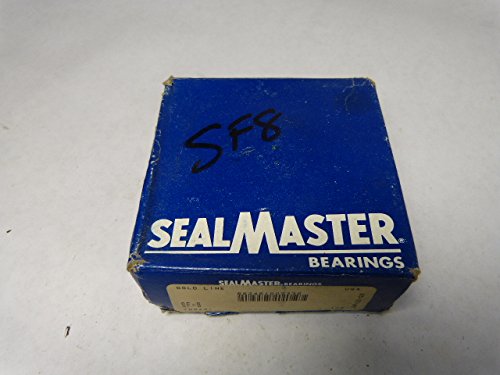 SF8
SEALMASTER®
BEARINGS
SEALMASTER BEARINGS
GOLD LINE USA
SF-8